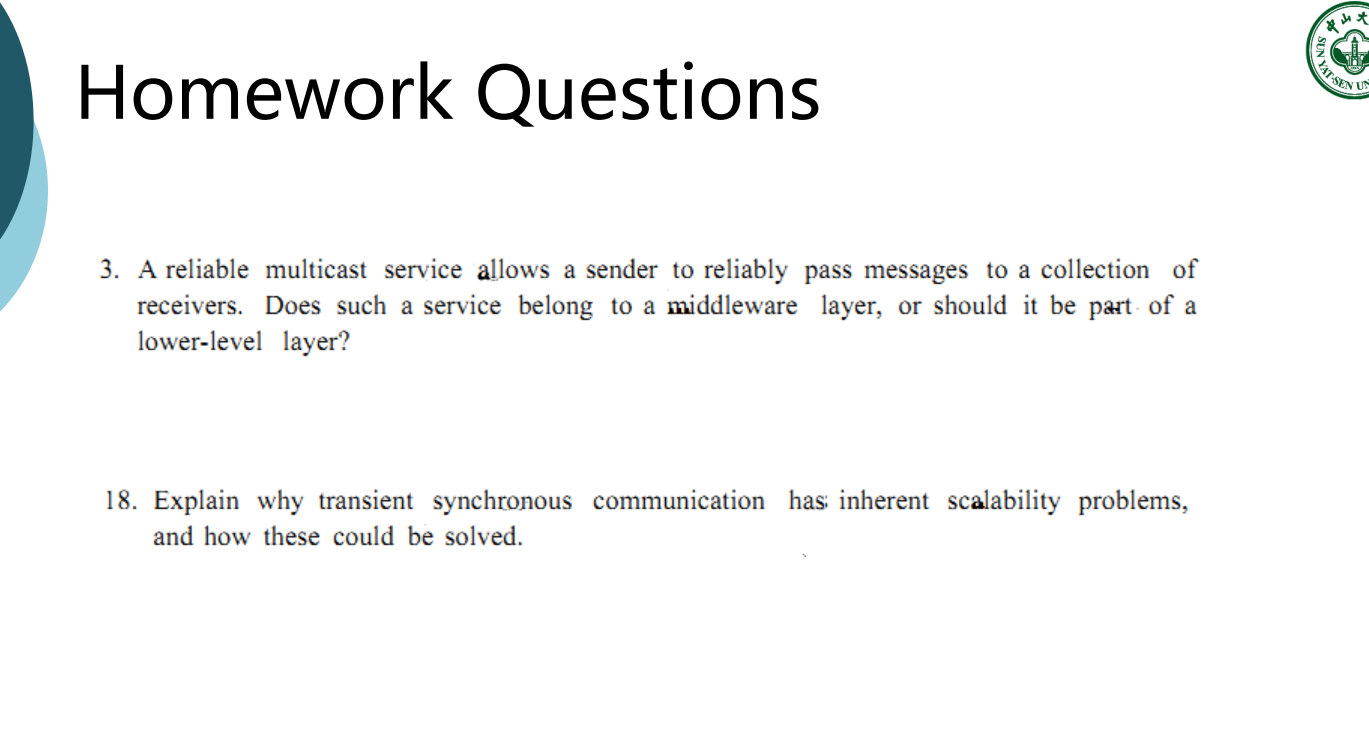 Homework Questions
中山大
SUN YAT-SEN UN
3. A reliable multicast service allows a sender to reliably pass messages to a collection of
receivers. Does such a service belong to a middleware layer, or should it be part of a
lower-level layer?
18. Explain why transient synchronous communication has inherent scalability problems,
and how these could be solved.